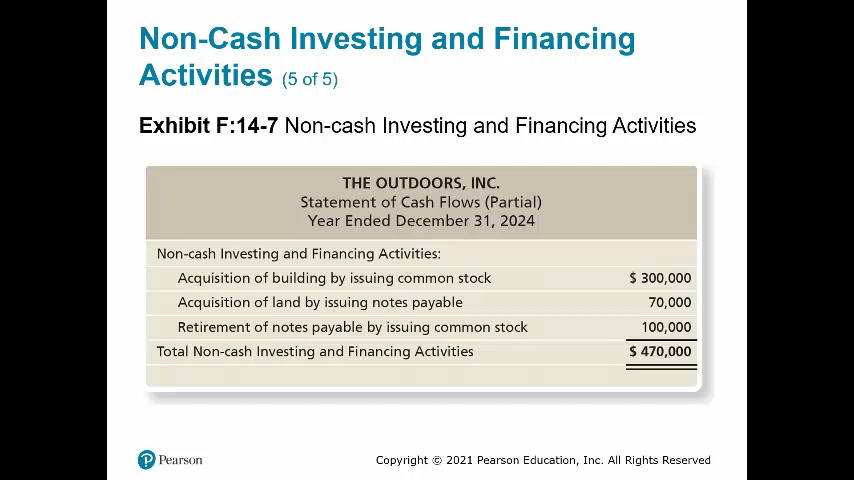 Non-Cash Investing and Financing
Activities (5 of 5)
Exhibit F:14-7 Non-cash Investing and Financing Activities
THE OUTDOORS, INC.
Statement of Cash Flows (Partial)
Year Ended December 31, 2024
Non-cash Investing and Financing Activities:
Acquisition of building by issuing common stock $ 300,000
Acquisition of land by issuing notes payable 70,000
Retirement of notes payable by issuing common stock 100,000
Total Non-cash Investing and Financing Activities $ 470,000
P Pearson Copyright © 2021 Pearson Education, Inc. All Rights Reserved